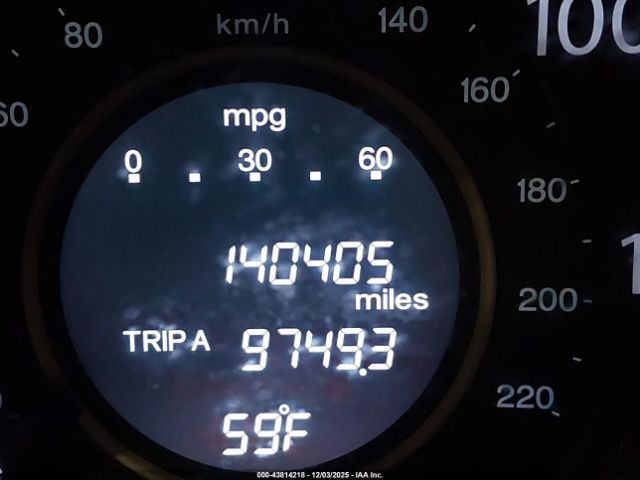 80 km/h 140 100
60 160
mpg
0 30 60
180
140405
miles
200
TRIP A 9749.3
220
59°F
000-43814218 - 12/03/2025 - IAA Inc.